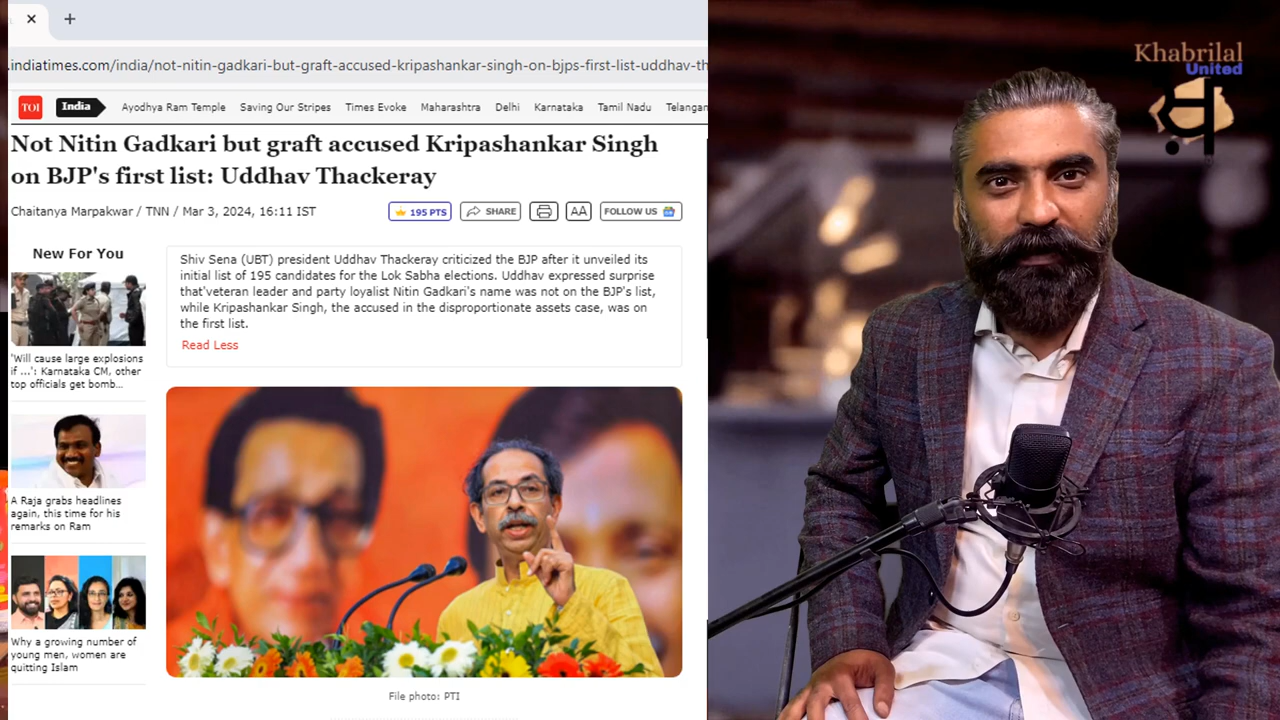 .indiatimes.com/india/not-nitin-gadkari-but-graft-accused-kripashankar-singh-on-bjps-first-list-uddhav-th
TOI India Ayodhya Ram Temple Saving Our Stripes Times Evoke Maharashtra Delhi Karnataka Tamil Nadu Telangan
Not Nitin Gadkari but graft accused Kripashankar Singh
on BJP's first list: Uddhav Thackeray
Chaitanya Marpakwar / TNN / Mar 3, 2024, 16:11 IST
195 PTS SHARE AA FOLLOW US
New For You
'Will cause large explosions
if ...': Karnataka CM, other
top officials get bomb...
A Raja grabs headlines
again, this time for his
remarks on Ram
Why a growing number of
young men, women are
quitting Islam
Shiv Sena (UBT) president Uddhav Thackeray criticized the BJP after it unveiled its
initial list of 195 candidates for the Lok Sabha elections. Uddhav expressed surprise
that'veteran leader and party loyalist Nitin Gadkari's name was not on the BJP's list,
while Kripashankar Singh, the accused in the disproportionate assets case, was on
the first list.
Read Less
File photo: PTI
Khabrilal
United